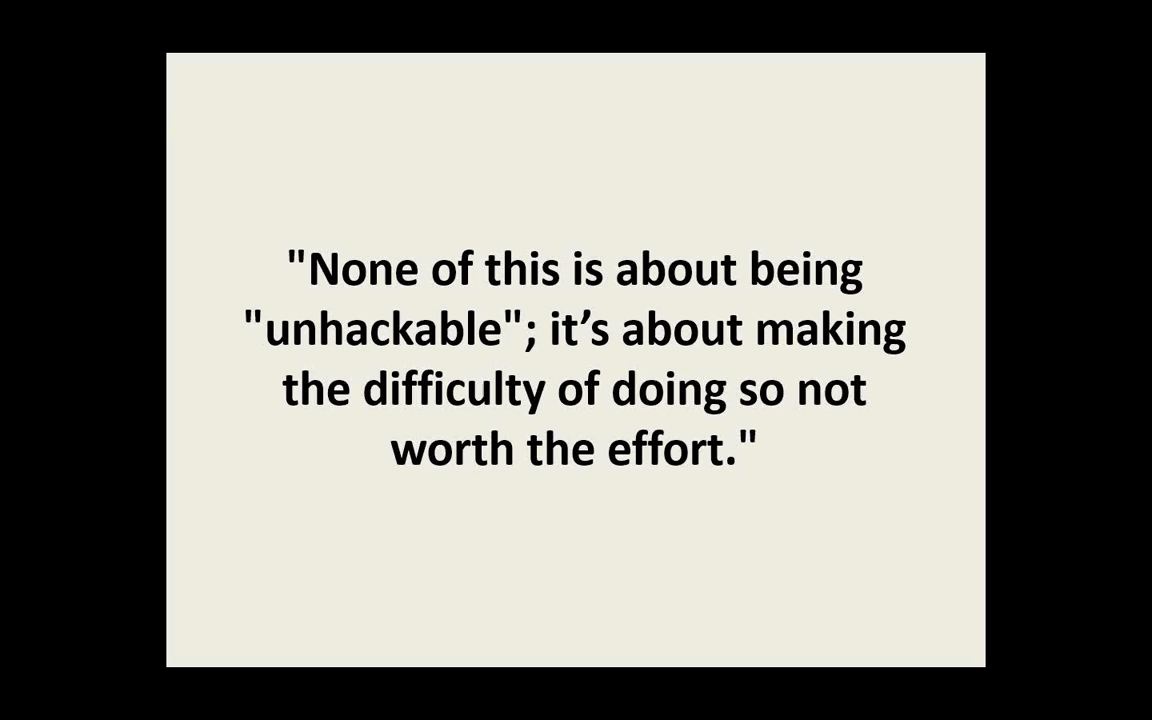 "None of this is about being
"unhackable"; it’s about making
the difficulty of doing so not
worth the effort."